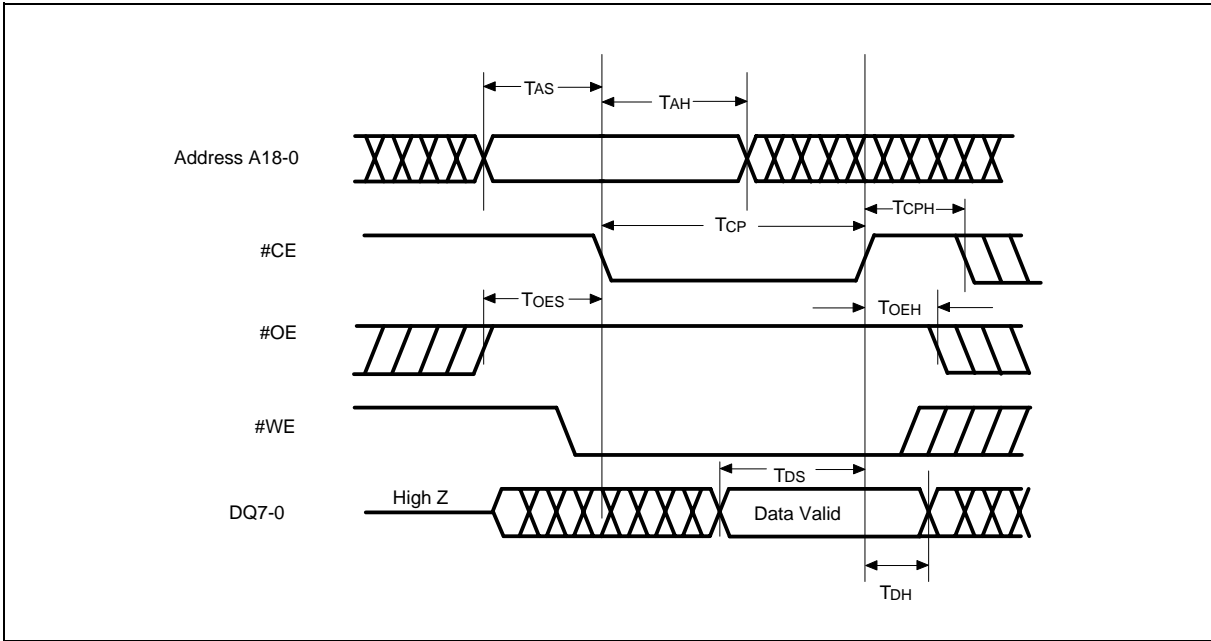 TAS
TAH
Address A18-0
TCPH
TCP
#CE
TOES
TOEH
#OE
#WE
TDS
High Z
DQ7-0
Data Valid
TDH